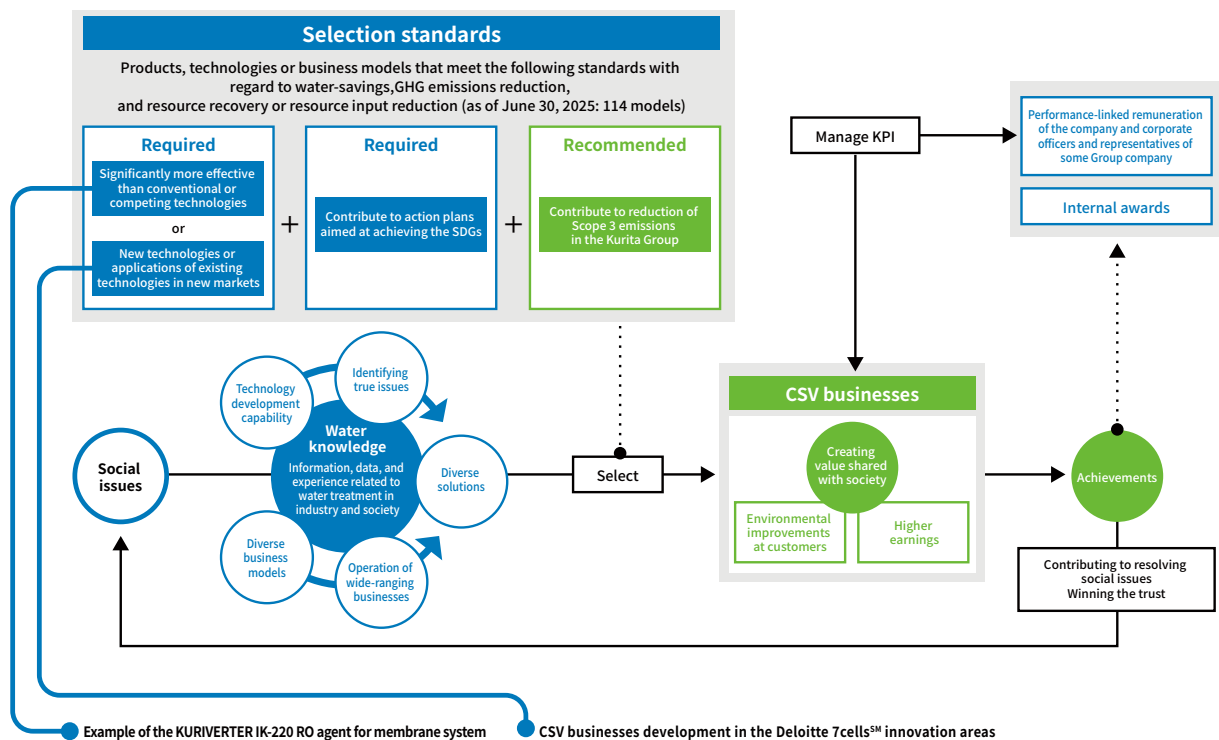 Selection standards
Products, technologies or business models that meet the following standards with
regard to water-savings,GHG emissions reduction,
and resource recovery or resource input reduction (as of June 30, 2025: 114 models)
Required
Significantly more effective
than conventional or
competing technologies
or
New technologies or
applications of existing
technologies in new markets
+
Required
Contribute to action plans
aimed at achieving the SDGs
+
Recommended
Contribute to reduction of
Scope 3 emissions
in the Kurita Group
Manage KPI
Performance-linked remuneration
of the company and corporate
officers and representatives of
some Group company
Internal awards
Social
issues
Technology
development
capability
Identifying
true issues
Water
knowledge
Information, data, and
experience related to
water treatment in
industry and society
Diverse
solutions
Diverse
business
models
Operation of
wide-ranging
businesses
Select
CSV businesses
Creating
value shared
with society
Environmental
improvements
at customers
Higher
earnings
Achievements
Contributing to resolving
social issues
Winning the trust
Example of the KURIVERTER IK-220 RO agent for membrane system
CSV businesses development in the Deloitte 7cells℠ innovation areas